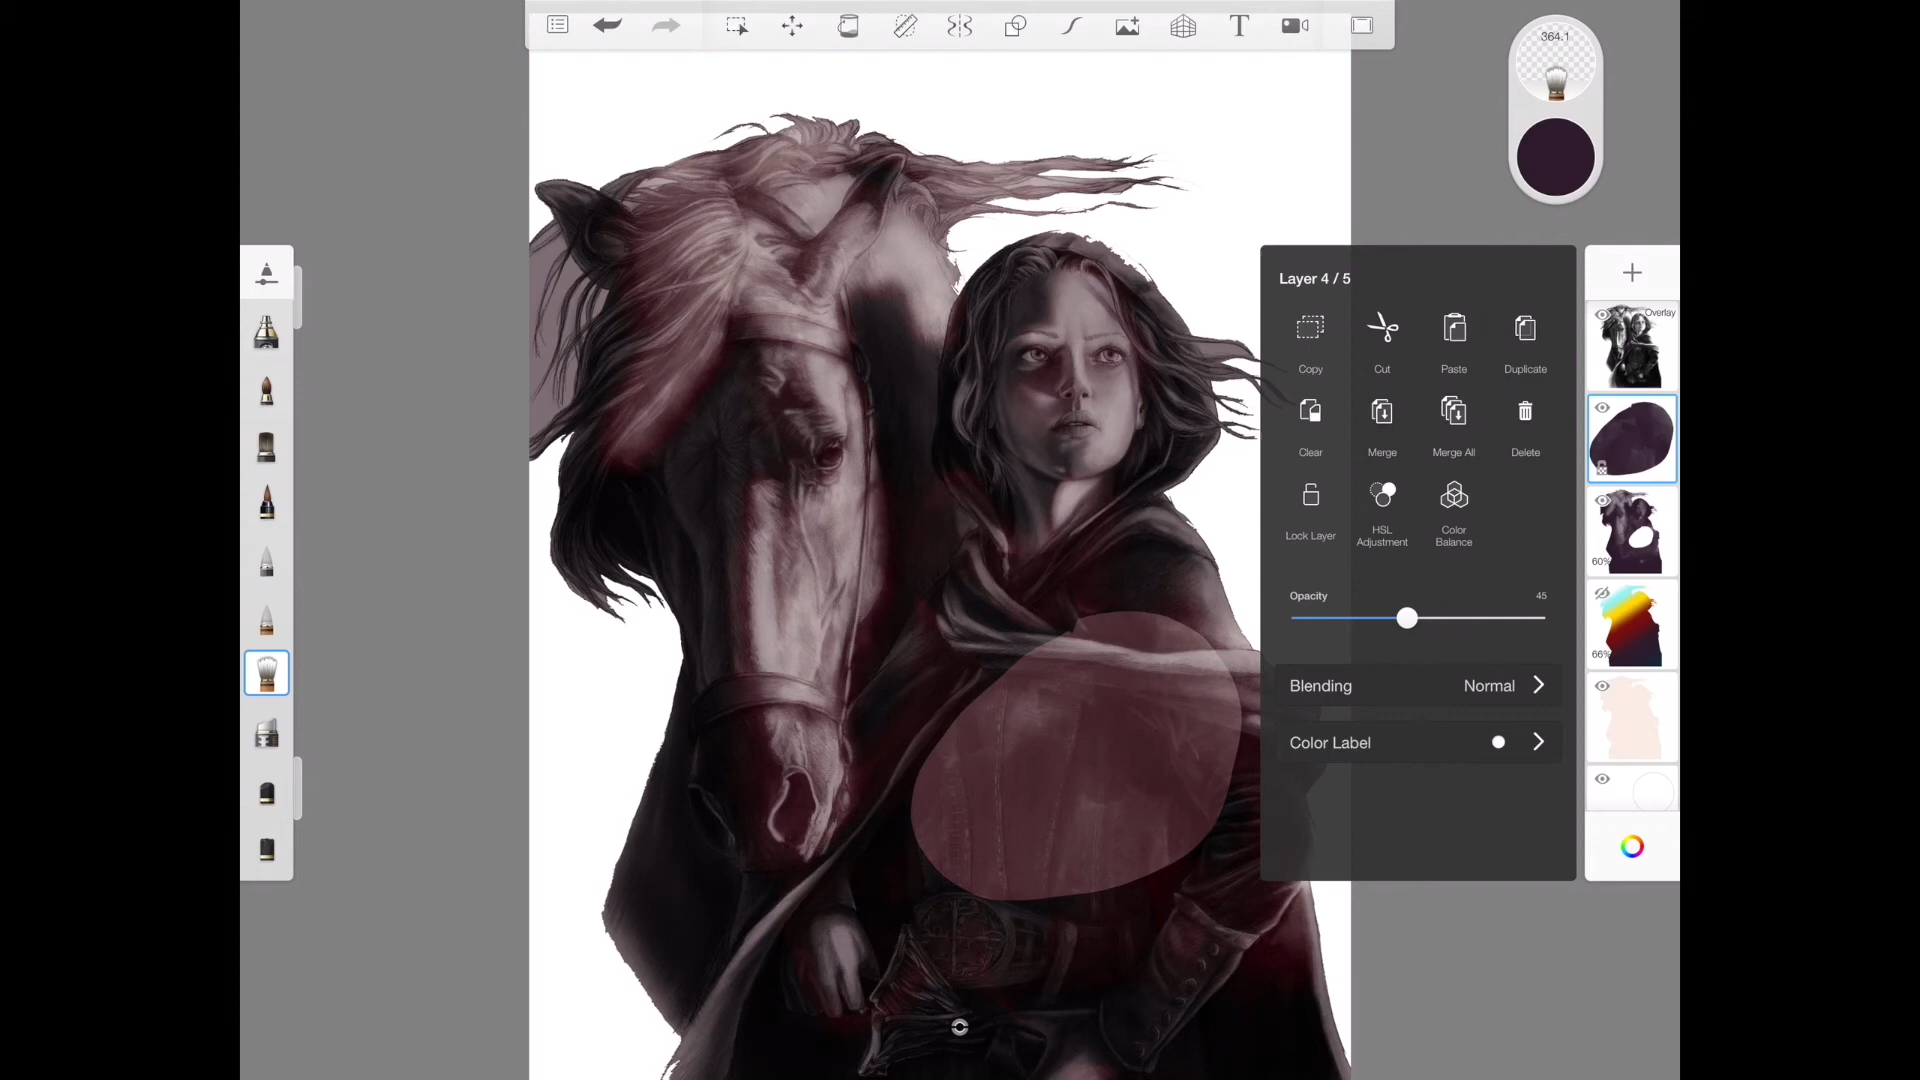 364.1
Layer 4 / 5
Overlay
Copy
Cut
Paste
Duplicate
Clear
Merge
Merge All
Delete
Lock Layer
HSL
Adjustment
Color
Balance
60%
Opacity
45
66%
Blending
Normal
Color Label